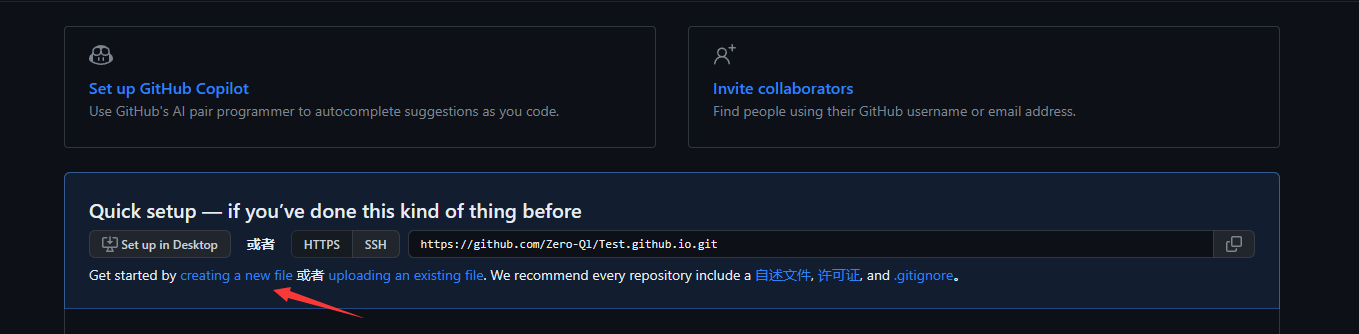 Set up GitHub Copilot
Use GitHub's AI pair programmer to autocomplete suggestions as you code.
Invite collaborators
Find people using their GitHub username or email address.
Quick setup — if you’ve done this kind of thing before
Set up in Desktop 或者 HTTPS SSH https://github.com/Zero-Ql/Test.github.io.git
Get started by creating a new file 或者 uploading an existing file. We recommend every repository include a 自述文件, 许可证, and .gitignore。